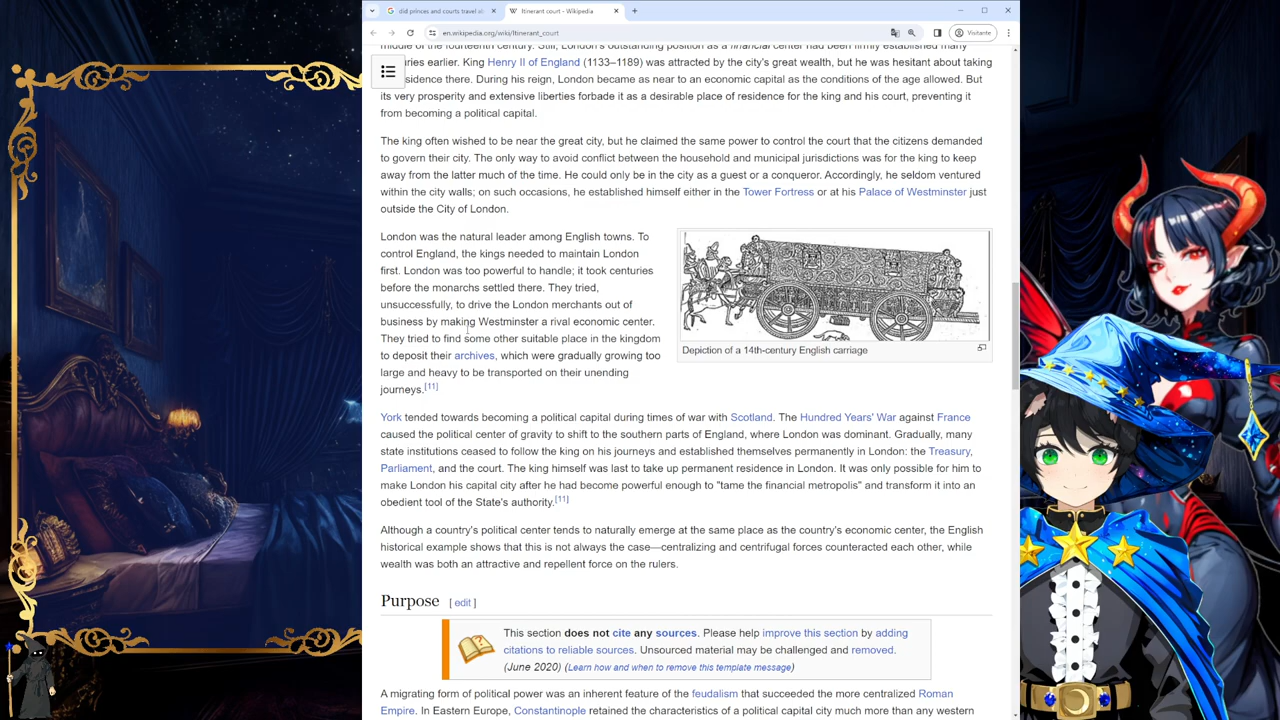 did princes and courts travel al
Itinerant court - Wikipedia
en.wikipedia.org/wiki/Itinerant_court
Visitante
middle of the fourteenth century. Still, London's outstanding position as a financial center had been firmly established many
uries earlier. King Henry II of England (1133–1189) was attracted by the city's great wealth, but he was hesitant about taking
sidence there. During his reign, London became as near to an economic capital as the conditions of the age allowed. But
its very prosperity and extensive liberties forbade it as a desirable place of residence for the king and his court, preventing it
from becoming a political capital.
The king often wished to be near the great city, but he claimed the same power to control the court that the citizens demanded
to govern their city. The only way to avoid conflict between the household and municipal jurisdictions was for the king to keep
away from the latter much of the time. He could only be in the city as a guest or a conqueror. Accordingly, he seldom ventured
within the city walls; on such occasions, he established himself either in the Tower Fortress or at his Palace of Westminster just
outside the City of London.
London was the natural leader among English towns. To
control England, the kings needed to maintain London
first. London was too powerful to handle; it took centuries
before the monarchs settled there. They tried,
unsuccessfully, to drive the London merchants out of
business by making Westminster a rival economic center.
They tried to find some other suitable place in the kingdom
to deposit their archives, which were gradually growing too
large and heavy to be transported on their unending
journeys.[11]
Depiction of a 14th-century English carriage
York tended towards becoming a political capital during times of war with Scotland. The Hundred Years' War against France
caused the political center of gravity to shift to the southern parts of England, where London was dominant. Gradually, many
state institutions ceased to follow the king on his journeys and established themselves permanently in London: the Treasury,
Parliament, and the court. The king himself was last to take up permanent residence in London. It was only possible for him to
make London his capital city after he had become powerful enough to "tame the financial metropolis" and transform it into an
obedient tool of the State's authority.[11]
Although a country's political center tends to naturally emerge at the same place as the country's economic center, the English
historical example shows that this is not always the case—centralizing and centrifugal forces counteracted each other, while
wealth was both an attractive and repellent force on the rulers.
Purpose [ edit ]
This section does not cite any sources. Please help improve this section by adding
citations to reliable sources. Unsourced material may be challenged and removed.
(June 2020) (Learn how and when to remove this template message)
A migrating form of political power was an inherent feature of the feudalism that succeeded the more centralized Roman
Empire. In Eastern Europe, Constantinople retained the characteristics of a political capital city much more than any western